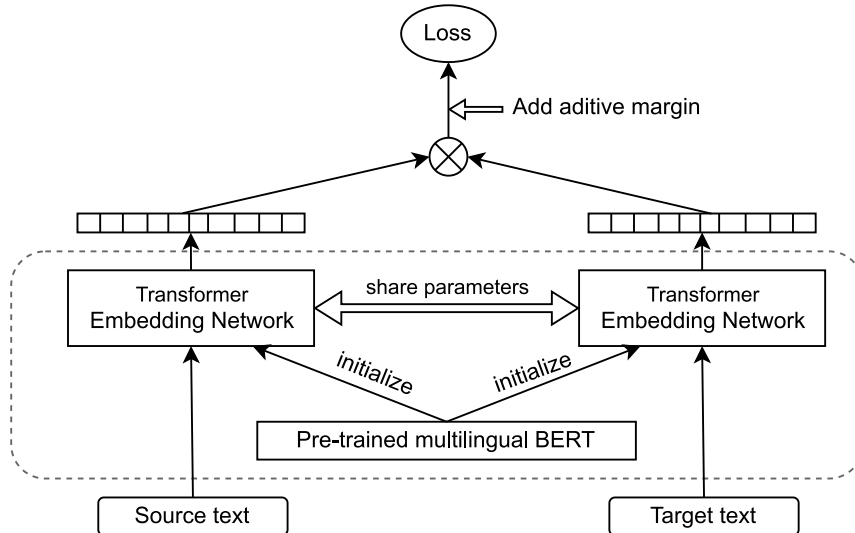 Loss
Add aditive margin
Transformer
Embedding Network
share parameters
Transformer
Embedding Network
initialize
initialize
Pre-trained multilingual BERT
Source text
Target text